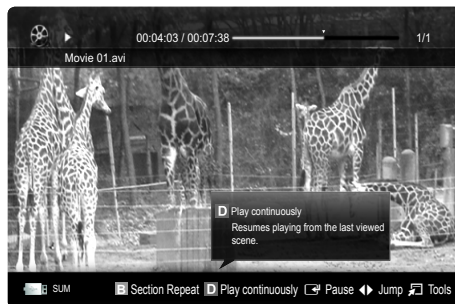 00:04:03 / 00:07:38 1/1
Movie 01.avi
D Play continuously
Resumes playing from the last viewed
scene.
SUM B Section Repeat D Play continuously Pause Jump Tools